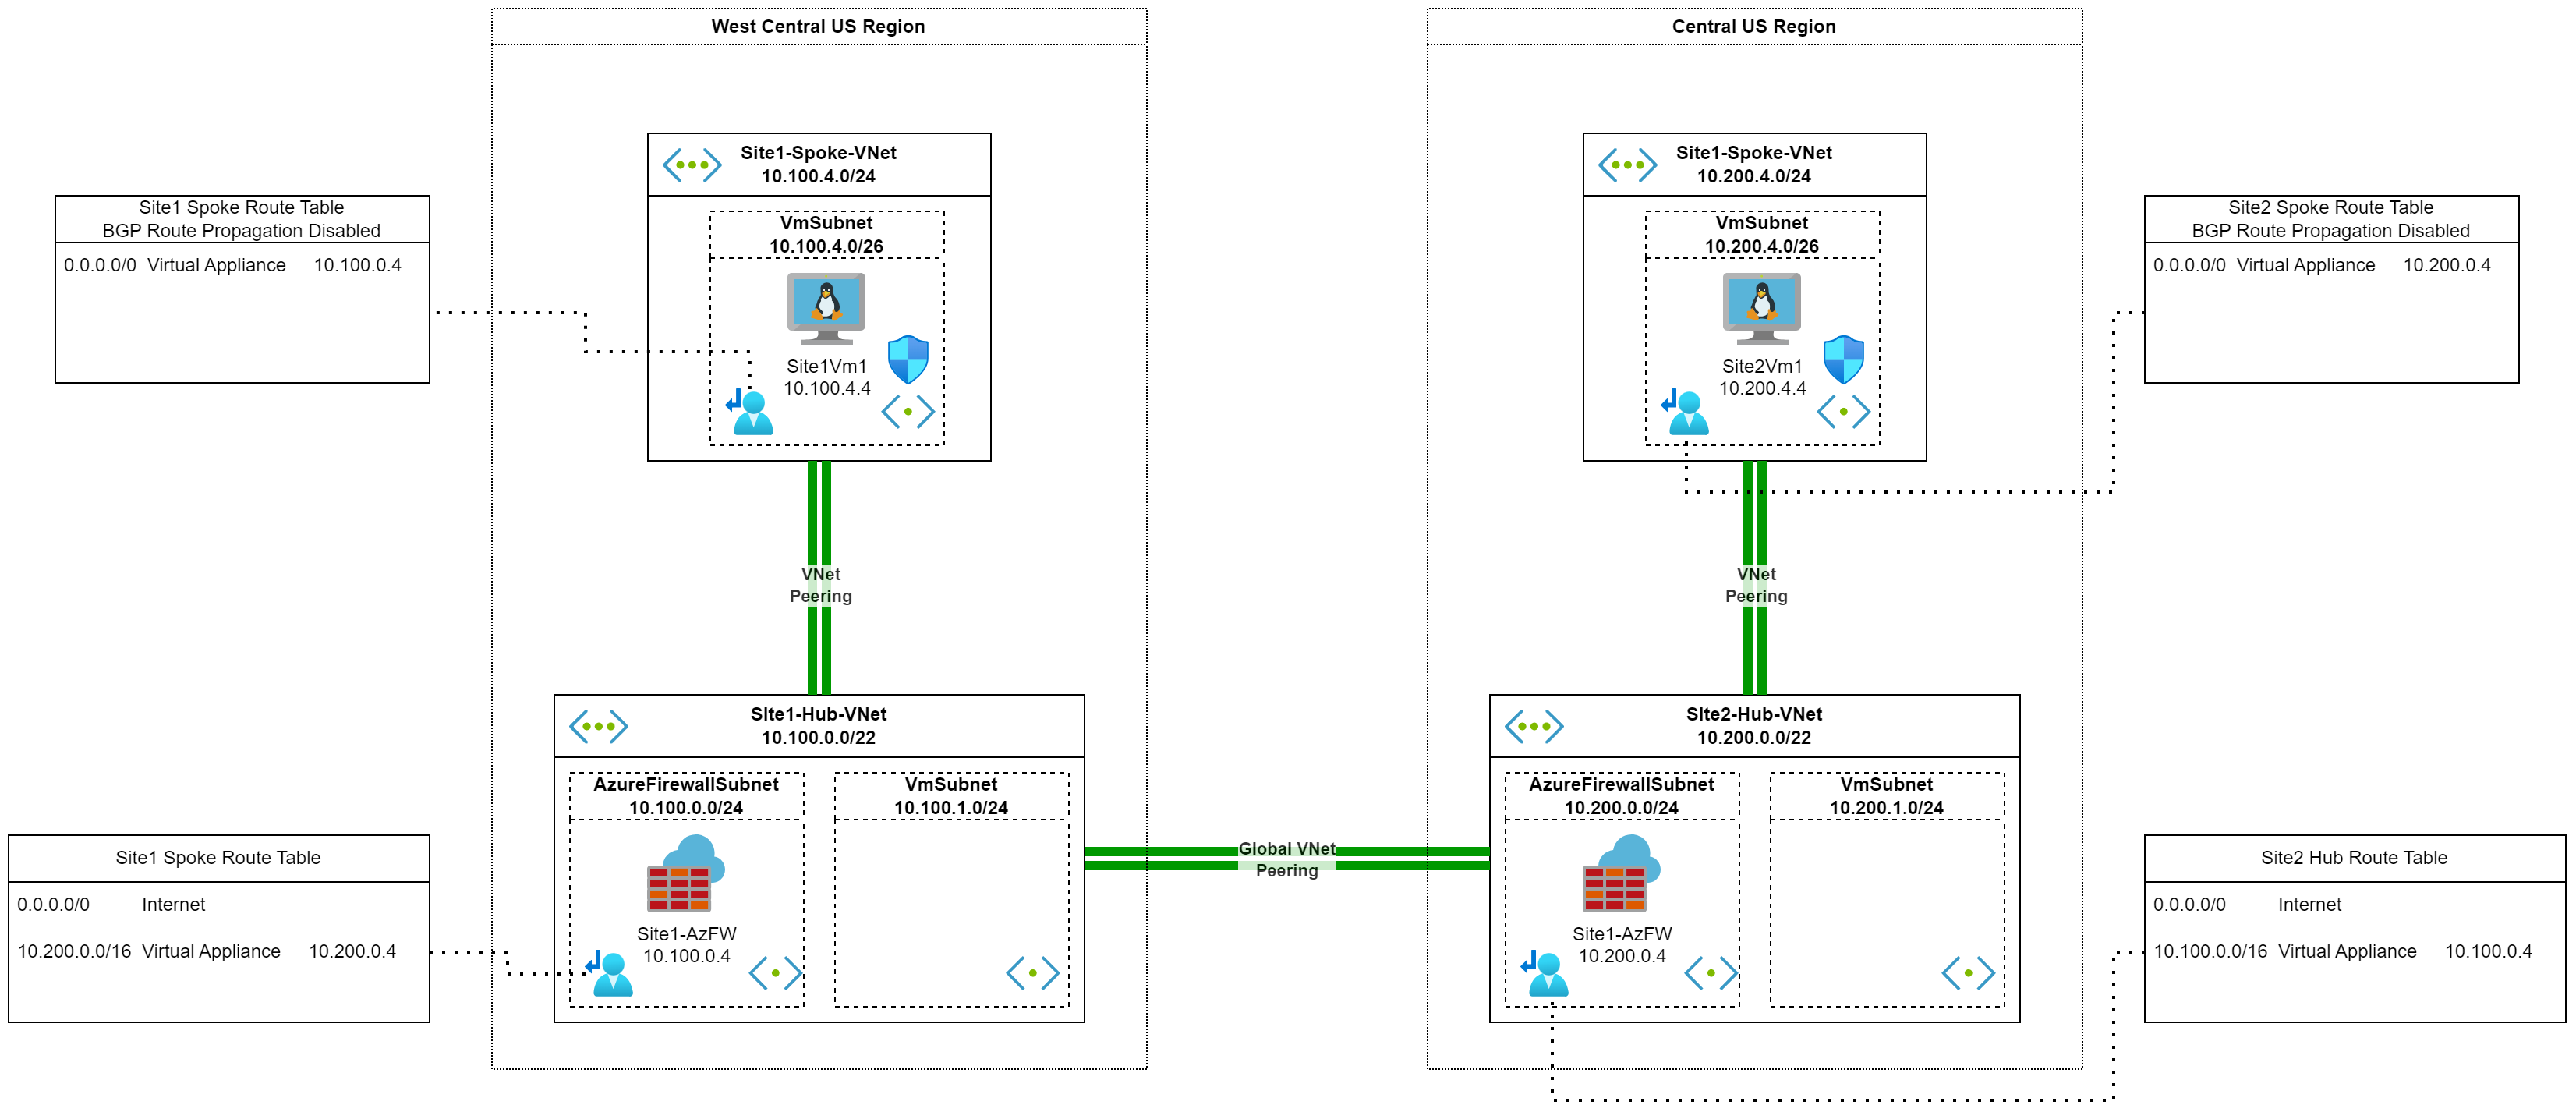 West Central US Region
Central US Region
Site1-Spoke-VNet
10.100.4.0/24
Site1-Spoke-VNet
10.200.4.0/24
Site1 Spoke Route Table
BGP Route Propagation Disabled
0.0.0.0/0 Virtual Appliance 10.100.0.4
VmSubnet
10.100.4.0/26
Site1Vm1
10.100.4.4
VmSubnet
10.200.4.0/26
Site2Vm1
10.200.4.4
Site2 Spoke Route Table
BGP Route Propagation Disabled
0.0.0.0/0 Virtual Appliance 10.200.0.4
VNet
Peering
VNet
Peering
Site1-Hub-VNet
10.100.0.0/22
Site2-Hub-VNet
10.200.0.0/22
AzureFirewallSubnet
10.100.0.0/24
Site1-AzFW
10.100.0.4
VmSubnet
10.100.1.0/24
Global VNet
Peering
AzureFirewallSubnet
10.200.0.0/24
Site1-AzFW
10.200.0.4
VmSubnet
10.200.1.0/24
Site1 Spoke Route Table
0.0.0.0/0 Internet
10.200.0.0/16 Virtual Appliance 10.200.0.4
Site2 Hub Route Table
0.0.0.0/0 Internet
10.100.0.0/16 Virtual Appliance 10.100.0.4